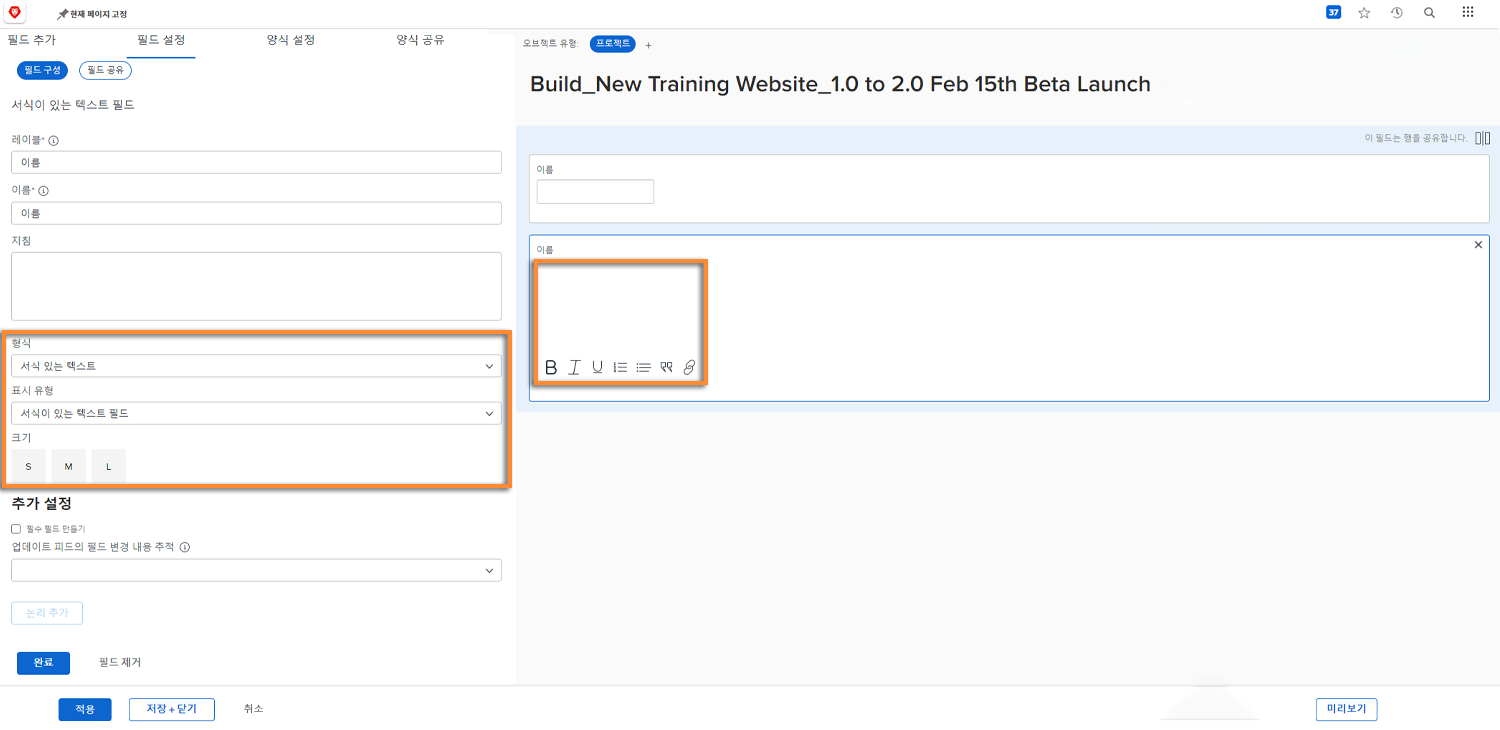 현재 페이지 고정
37
필드 추가
필드 설정
양식 설정
양식 공유
필드 구성
필드 공유
서식이 있는 텍스트 필드
레이블*
이름
이름*
이름
지침
형식
서식 있는 텍스트
표시 유형
서식이 있는 텍스트 필드
크기
S
M
L
추가 설정
필수 필드 만들기
업데이트 피드의 필드 변경 내용 추적
논리 추가
완료
필드 제거
오브젝트 유형:
프로젝트
+
Build_New Training Website_1.0 to 2.0 Feb 15th Beta Launch
이 필드는 행을 공유합니다.
이름
이름
B I U
적용
저장 + 닫기
취소
미리보기